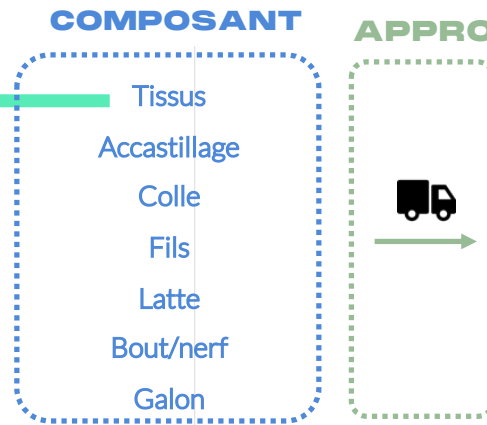 COMPOSANT
Tissus
Accastillage
Colle
Fils
Latte
Bout/nerf
Galon
APPRO